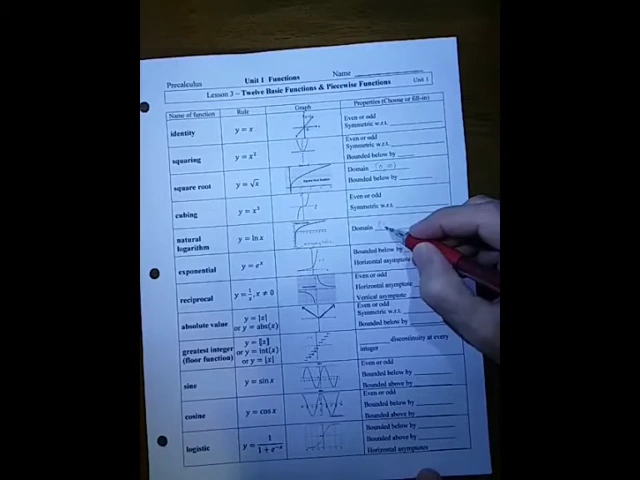 Precalculus
Unit 1 Functions
Name
Lesson 3 – Twelve Basic Functions & Piecewise Functions
Unit 1
Name of function Rule Graph Properties (Choose or fill-in)
identity y = x Even or odd
Symmetric w.r.t.
squaring y = x² Even or odd
Symmetric w.r.t.
Bounded below by
square root y = √x Domain
Bounded below by
cubing y = x³ Even or odd
Symmetric w.r.t.
natural logarithm y = ln x Domain
exponential y = eˣ Bounded below by
Horizontal asymptote
reciprocal y = 1/x, x ≠ 0 Even or odd
Horizontal asymptote
Vertical asymptote
absolute value y = |x| Even or odd
or y = abs(x) Symmetric w.r.t.
Bounded below by
greatest integer (floor function) y = [x] discontinuity at every integer
or y = int(x)
or y = ⌊x⌋
sine y = sin x Even or odd
Bounded below by
Bounded above by
cosine y = cos x Even or odd
Bounded below by
Bounded above by
logistic y = 1/(1 + e⁻ˣ) Bounded below by
Bounded above by
Horizontal asymptotes